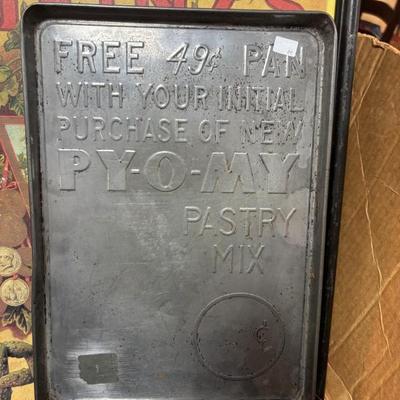 FREE 49¢ PAN
WITH YOUR INITIAL
PURCHASE OF NEW
PY-O-MY
PASTRY
MIX